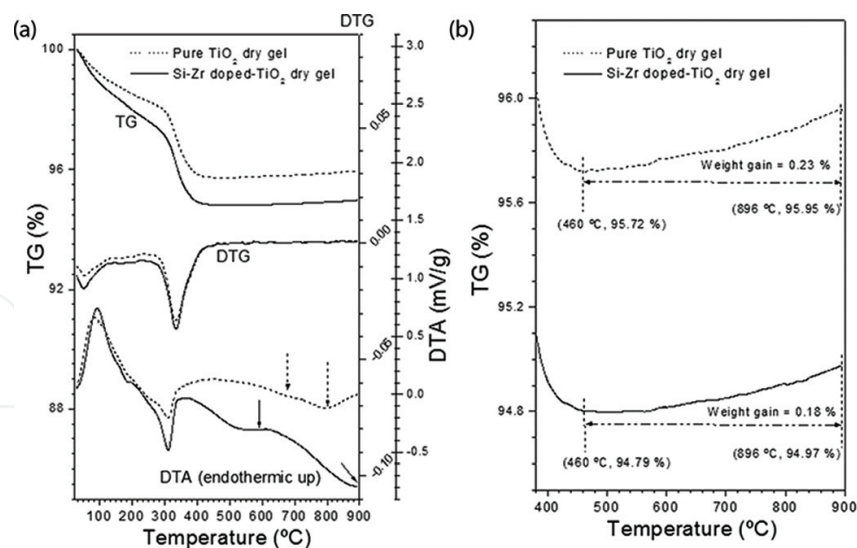 (a)
DTG
Pure TiO2 dry gel
Si-Zr doped-TiO2 dry gel
TG
DTG
DTA (endothermic up)
100
96
92
88
TG (%)
3.0
2.5
2.0
1.5
1.0
0.5
0.0
-0.5
DTA (mV/g)
0.05
0.00
-0.05
-0.10
100 200 300 400 500 600 700 800 900
Temperature (ºC)
(b)
Pure TiO2 dry gel
Si-Zr doped-TiO2 dry gel
96.0
95.6
95.2
94.8
94.4
TG (%)
Weight gain = 0.23 %
(460 ºC, 95.72 %)
(896 ºC, 95.95 %)
Weight gain = 0.18 %
(460 ºC, 94.79 %)
(896 ºC, 94.97 %)
400 500 600 700 800 900
Temperature (ºC)